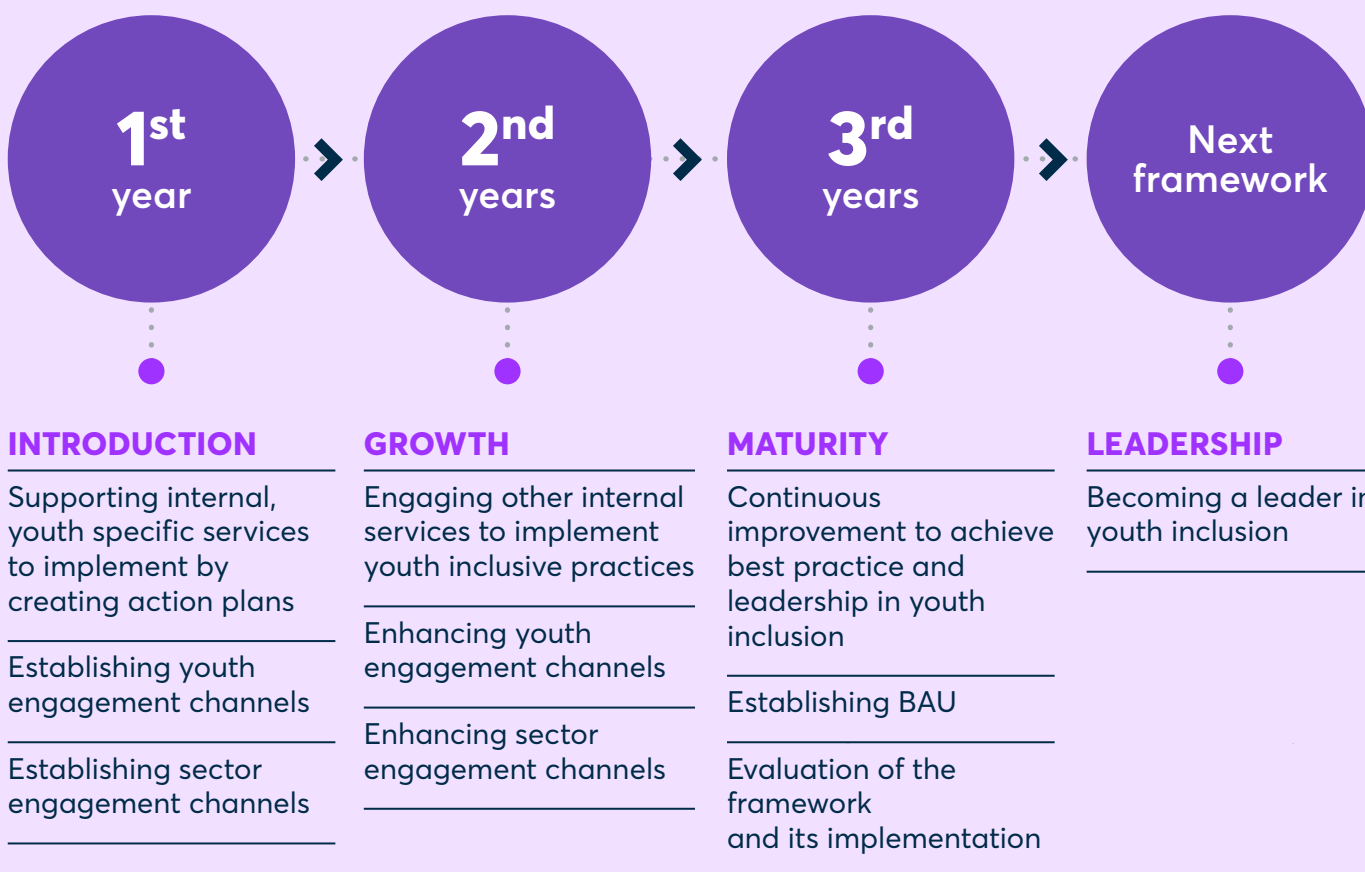 1st
year
2nd
years
3rd
years
Next
framework
INTRODUCTION
Supporting internal,
youth specific services
to implement by
creating action plans
Establishing youth
engagement channels
Establishing sector
engagement channels
GROWTH
Engaging other internal
services to implement
youth inclusive practices
Enhancing youth
engagement channels
Enhancing sector
engagement channels
MATURITY
Continuous
improvement to achieve
best practice and
leadership in youth
inclusion
Establishing BAU
Evaluation of the
framework
and its implementation
LEADERSHIP
Becoming a leader in
youth inclusion